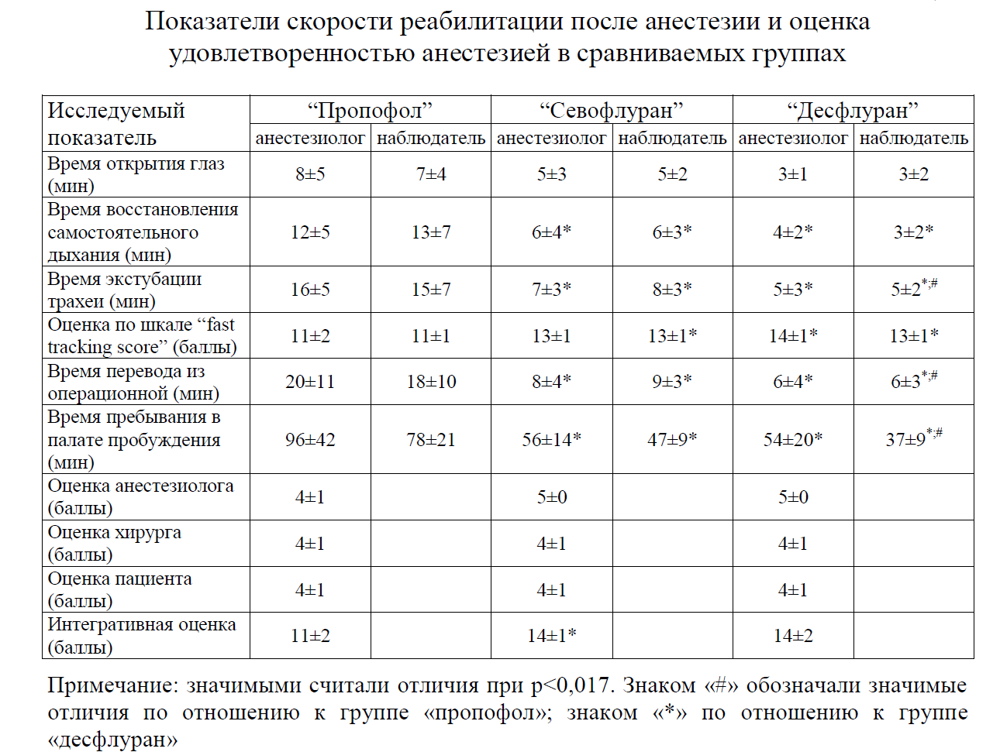 Показатели скорости реабилитации после анестезии и оценка
удовлетворенностью анестезией в сравниваемых группах
Исследуемый показатель “Пропофол” “Севофлуран” “Десфлуран”
анестезиолог наблюдатель анестезиолог наблюдатель анестезиолог наблюдатель
Время открытия глаз
(мин)
8±5 7±4 5±3 5±2 3±1 3±2
Время восстановления
самостоятельного
дыхания (мин)
12±5 13±7 6±4* 6±3* 4±2* 3±2*
Время экстубации
трахеи (мин)
16±5 15±7 7±3* 8±3* 5±3* 5±2*;#
Оценка по шкале “fast
tracking score” (баллы)
11±2 11±1 13±1 13±1* 14±1* 13±1*
Время перевода из
операционной (мин)
20±11 18±10 8±4* 9±3* 6±4* 6±3*;#
Время пребывания в
палате пробуждения
(мин)
96±42 78±21 56±14* 47±9* 54±20* 37±9*;#
Оценка анестезиолога
(баллы)
4±1 5±0 5±0
Оценка хирурга
(баллы)
4±1 4±1 4±1
Оценка пациента
(баллы)
4±1 4±1 4±1
Интегративная оценка
(баллы)
11±2 14±1* 14±2
Примечание: значимыми считали отличия при p<0,017. Знаком «#» обозначали значимые
отличия по отношению к группе «пропофол»; знаком «*» по отношению к группе
«десфлуран»